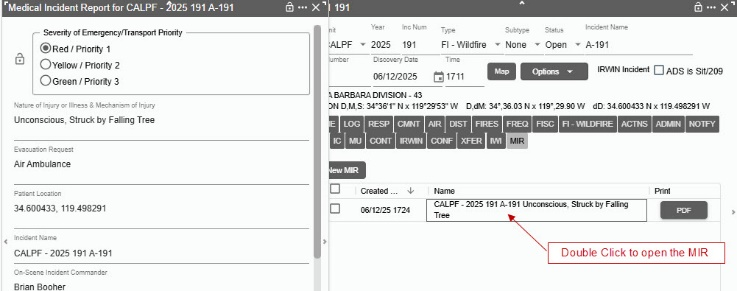 Medical Incident Report for CALPF - 2025 191 A-191
Severity of Emergency/Transport Priority
Red / Priority 1
Yellow / Priority 2
Green / Priority 3
Nature of Injury or Illness & Mechanism of Injury
Unconscious, Struck by Falling Tree
Evacuation Request
Air Ambulance
Patient Location
34.600433, 119.498291
Incident Name
CALPF - 2025 191 A-191
On-Scene Incident Commander
Brian Booher
191
Year Inc Num Type Subtype Status Incident Name
CALPF 2025 191 FI - Wildfire None Open A-191
Discovery Date Time
06/12/2025 1711 Map Options IRWIN Incident ADS is Sit/209
BARBARA DIVISION - 43
D,M,S: 34°36'1" N x 119°29'53" W D,dM: 34°,36.03 N x 119°,29.90 W dD: 34.600433 N x 119.498291 W
LOG RESP CMNT AIR DIST FIRES FREQ FISC FI - WILDFIRE ACTNS ADMIN NOTFY
IC MU CONT IRWIN CONF XFER IWI MIR
New MIR
Created ... Name Print
06/12/25 1724 CALPF - 2025 191 A-191 Unconscious, Struck by Falling
Tree
PDF
Double Click to open the MIR